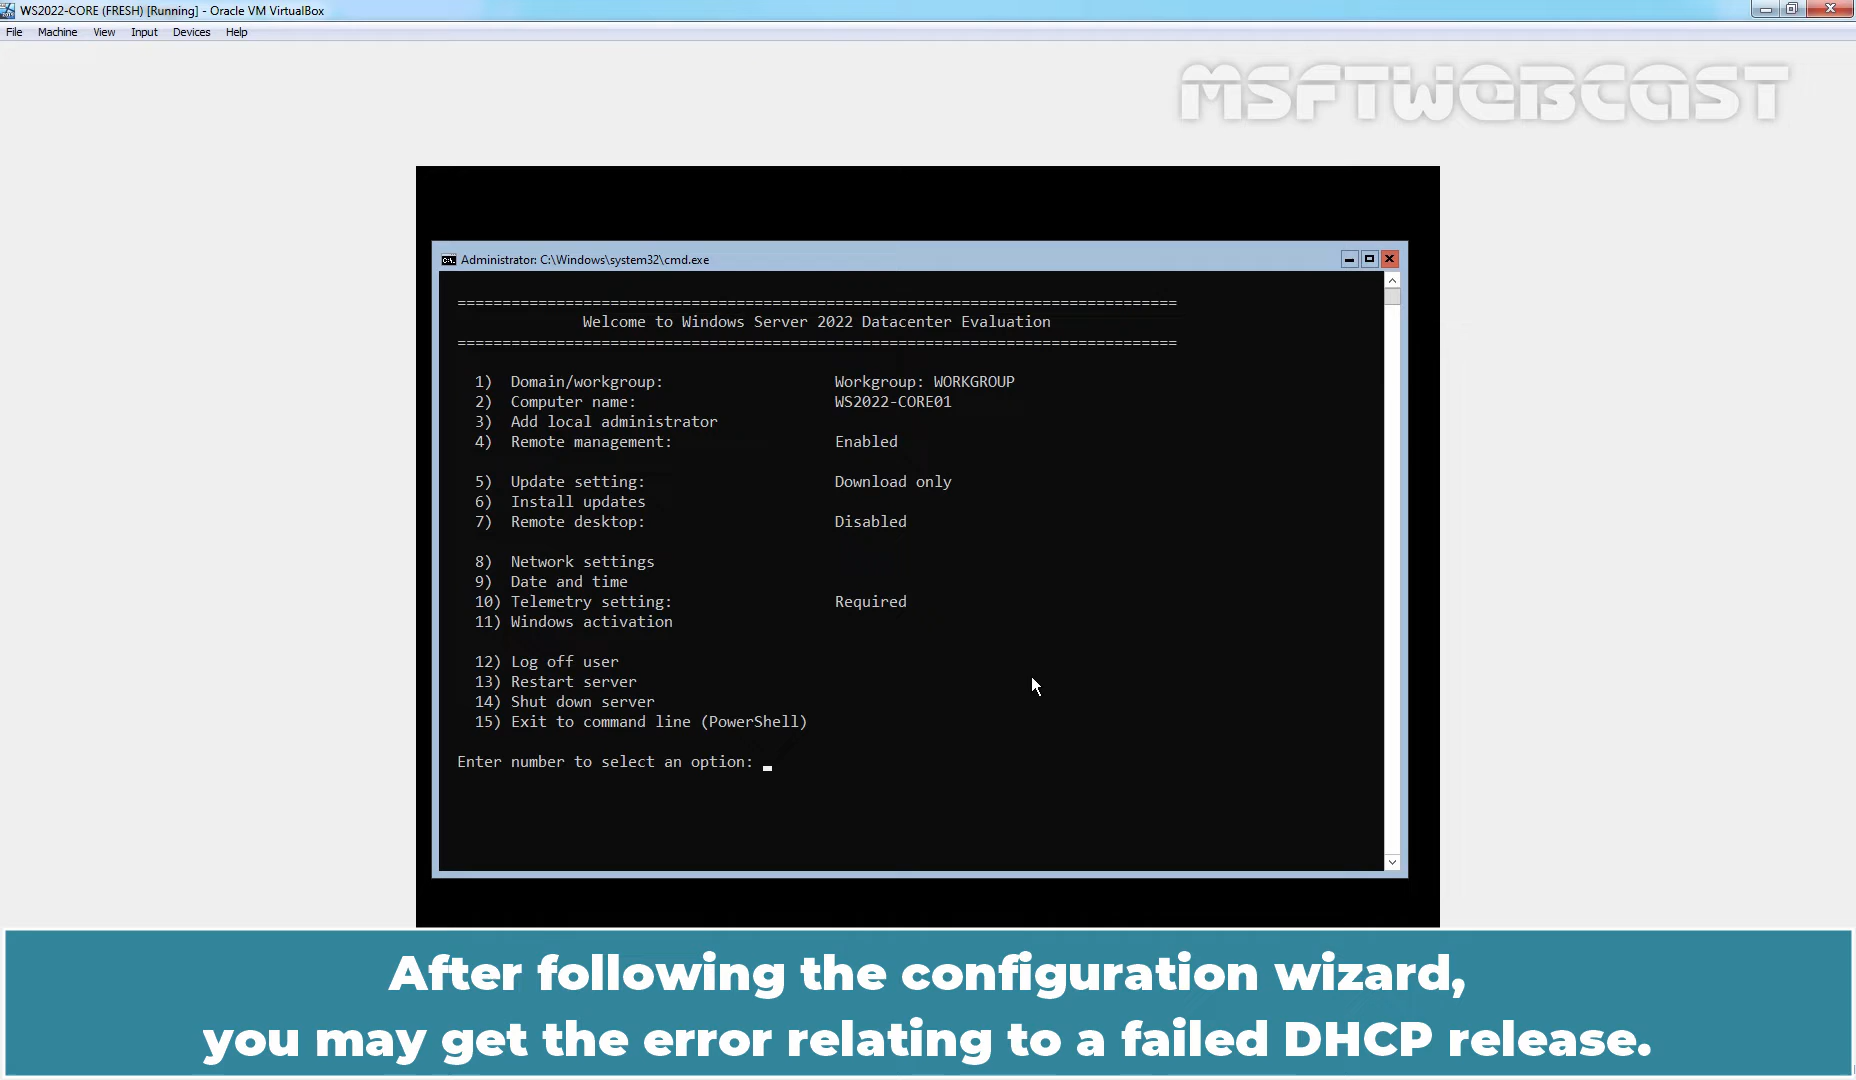 WS2022-CORE (FRESH) [Running] - Oracle VM VirtualBox
File Machine View Input Devices Help
MSFTWEBCAST
Administrator: C:\Windows\system32\cmd.exe
================================================================================
Welcome to Windows Server 2022 Datacenter Evaluation
================================================================================
1) Domain/workgroup: Workgroup: WORKGROUP
2) Computer name: WS2022-CORE01
3) Add local administrator
4) Remote management: Enabled
5) Update setting: Download only
6) Install updates
7) Remote desktop: Disabled
8) Network settings
9) Date and time
10) Telemetry setting: Required
11) Windows activation
12) Log off user
13) Restart server
14) Shut down server
15) Exit to command line (PowerShell)
Enter number to select an option:
After following the configuration wizard,
you may get the error relating to a failed DHCP release.